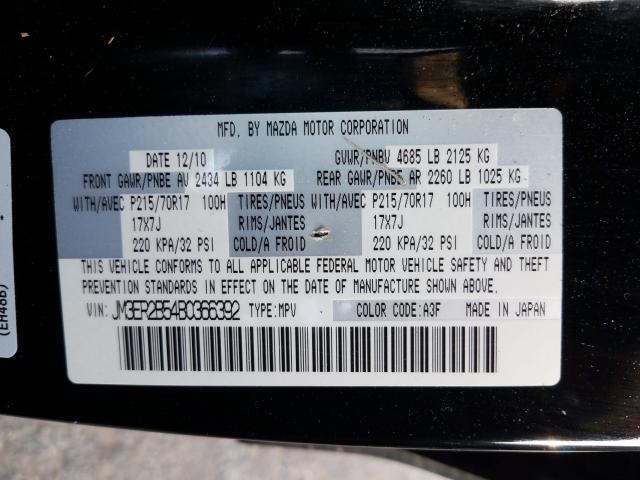 MFD. BY MAZDA MOTOR CORPORATION
DATE 12/10 GVWR/PNBV 4685 LB 2125 KG
FRONT GAWR/PNBE AV 2434 LB 1104 KG REAR GAWR/PNBE AR 2260 LB 1025 KG
WITH/AVEC P215/70R17 100H TIRES/PNEUS WITH/AVEC P215/70R17 100H TIRES/PNEUS
17X7J RIMS/JANTES 17X7J RIMS/JANTES
220 KPA/32 PSI COLD/A FROID 220 KPA/32 PSI COLD/A FROID
THIS VEHICLE CONFORMS TO ALL APPLICABLE FEDERAL MOTOR VEHICLE SAFETY AND THEFT
PREVENTION STANDARDS IN EFFECT ON THE DATE OF MANUFACTURE SHOWN ABOVE.
VIN: JM3ER2B54B0366392 TYPE:MPV COLOR CODE:A3F MADE IN JAPAN
(EH48B)